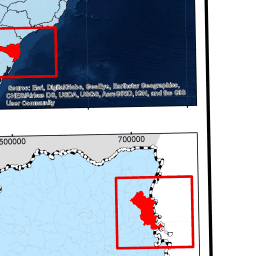 Source: Esri, DigitalGlobe, GeoEye, Earthstar Geographics,
CNES/Airbus DS, USDA, USGS, AeroGRID, IGN, and the GIS
User Community
500000
700000